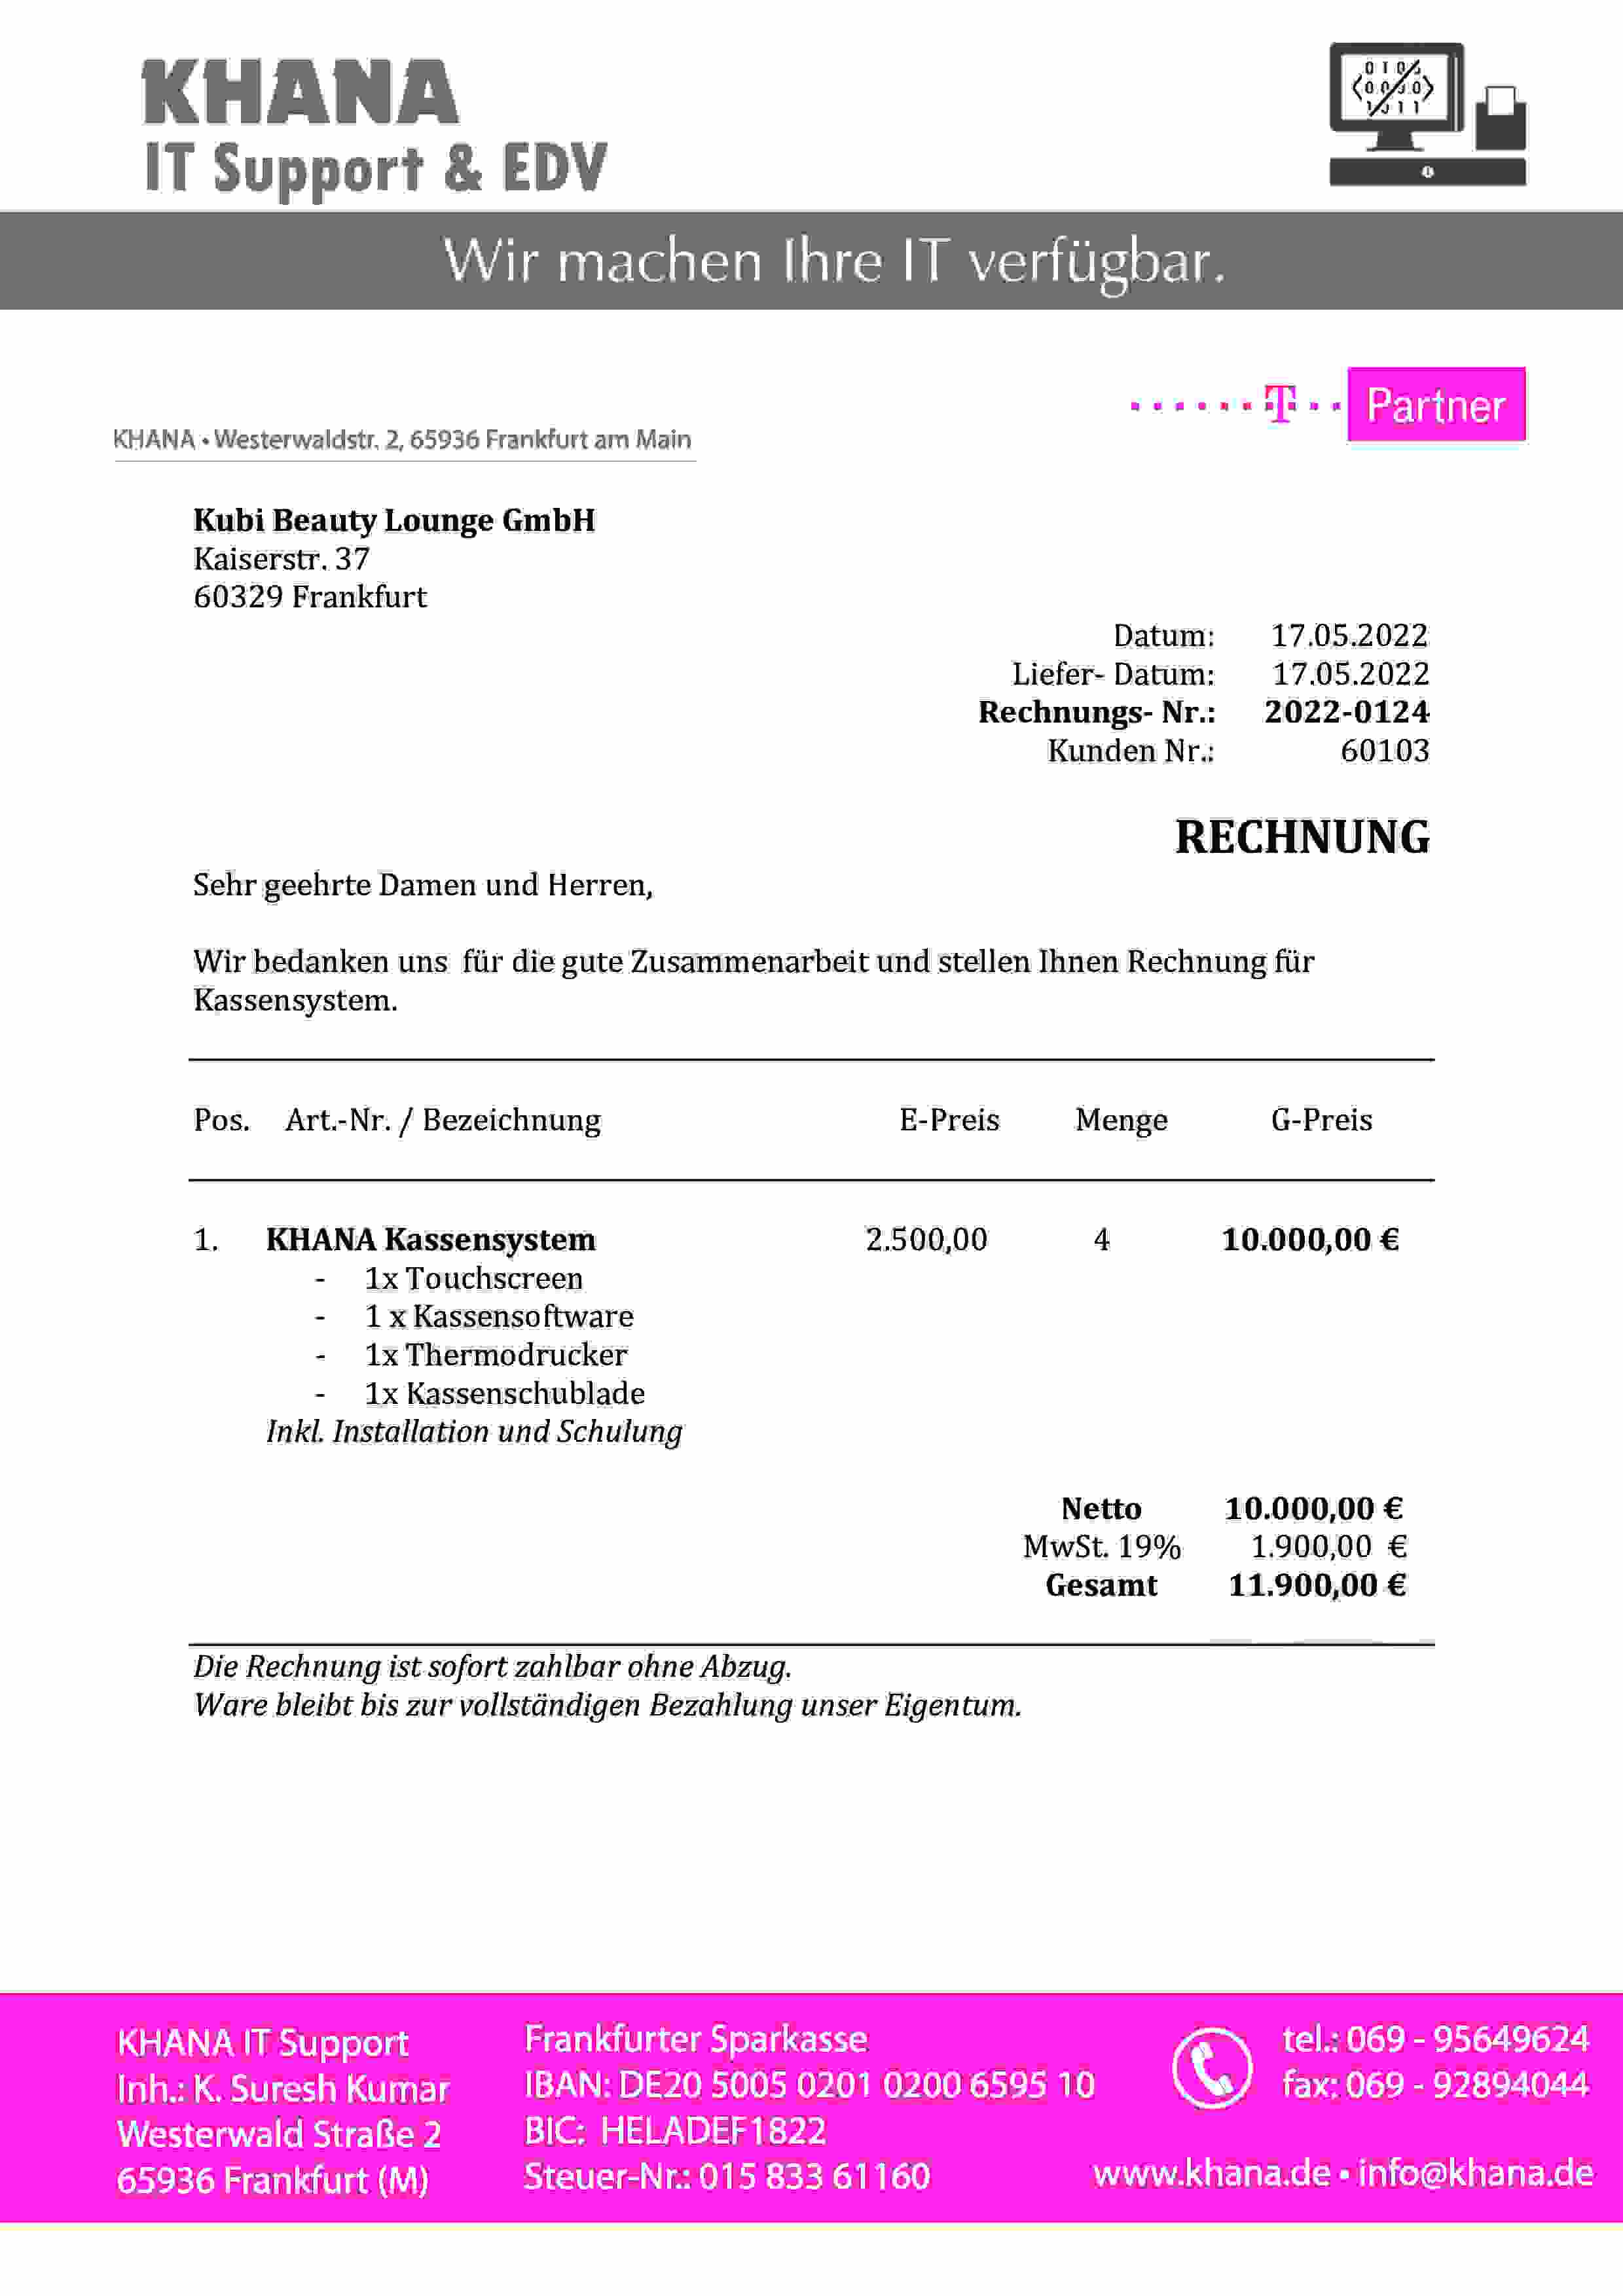 KHANA
IT Support & EDV
Wir machen Ihre IT verfügbar.
T Partner
KHANA • Westerwaldstr. 2, 65936 Frankfurt am Main
Kubi Beauty Lounge GmbH
Kaiserstr. 37
60329 Frankfurt
Datum: 17.05.2022
Liefer- Datum: 17.05.2022
Rechnungs- Nr.: 2022-0124
Kunden Nr.: 60103
RECHNUNG
Sehr geehrte Damen und Herren,
Wir bedanken uns für die gute Zusammenarbeit und stellen Ihnen Rechnung für
Kassensystem.
Pos. Art.-Nr. / Bezeichnung E-Preis Menge G-Preis
1. KHANA Kassensystem 2.500,00 4 10.000,00 €
- 1x Touchscreen
- 1 x Kassensoftware
- 1x Thermodrucker
- 1x Kassenschublade
Inkl. Installation und Schulung
Netto 10.000,00 €
MwSt. 19% 1.900,00 €
Gesamt 11.900,00 €
Die Rechnung ist sofort zahlbar ohne Abzug.
Ware bleibt bis zur vollständigen Bezahlung unser Eigentum.
KHANA IT Support
Inh.: K. Suresh Kumar
Westerwald Straße 2
65936 Frankfurt (M)
Frankfurter Sparkasse
IBAN: DE20 5005 0201 0200 6595 10
BIC: HELADEF1822
Steuer-Nr.: 015 833 61160
tel.: 069 - 95649624
fax: 069 - 92894044
www.khana.de • info@khana.de